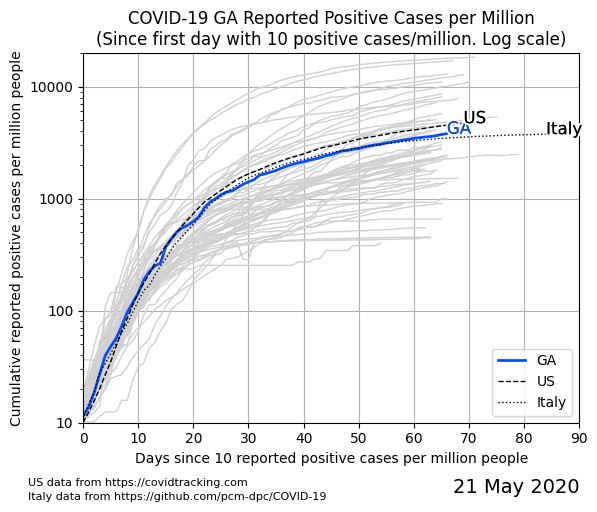 COVID-19 GA Reported Positive Cases per Million
(Since first day with 10 positive cases/million. Log scale)
Cumulative reported positive cases per million people
10000
1000
100
10
US
GA
Italy
GA
US
Italy
0 10 20 30 40 50 60 70 80 90
Days since 10 reported positive cases per million people
US data from https://covidtracking.com
Italy data from https://github.com/pcm-dpc/COVID-19
21 May 2020